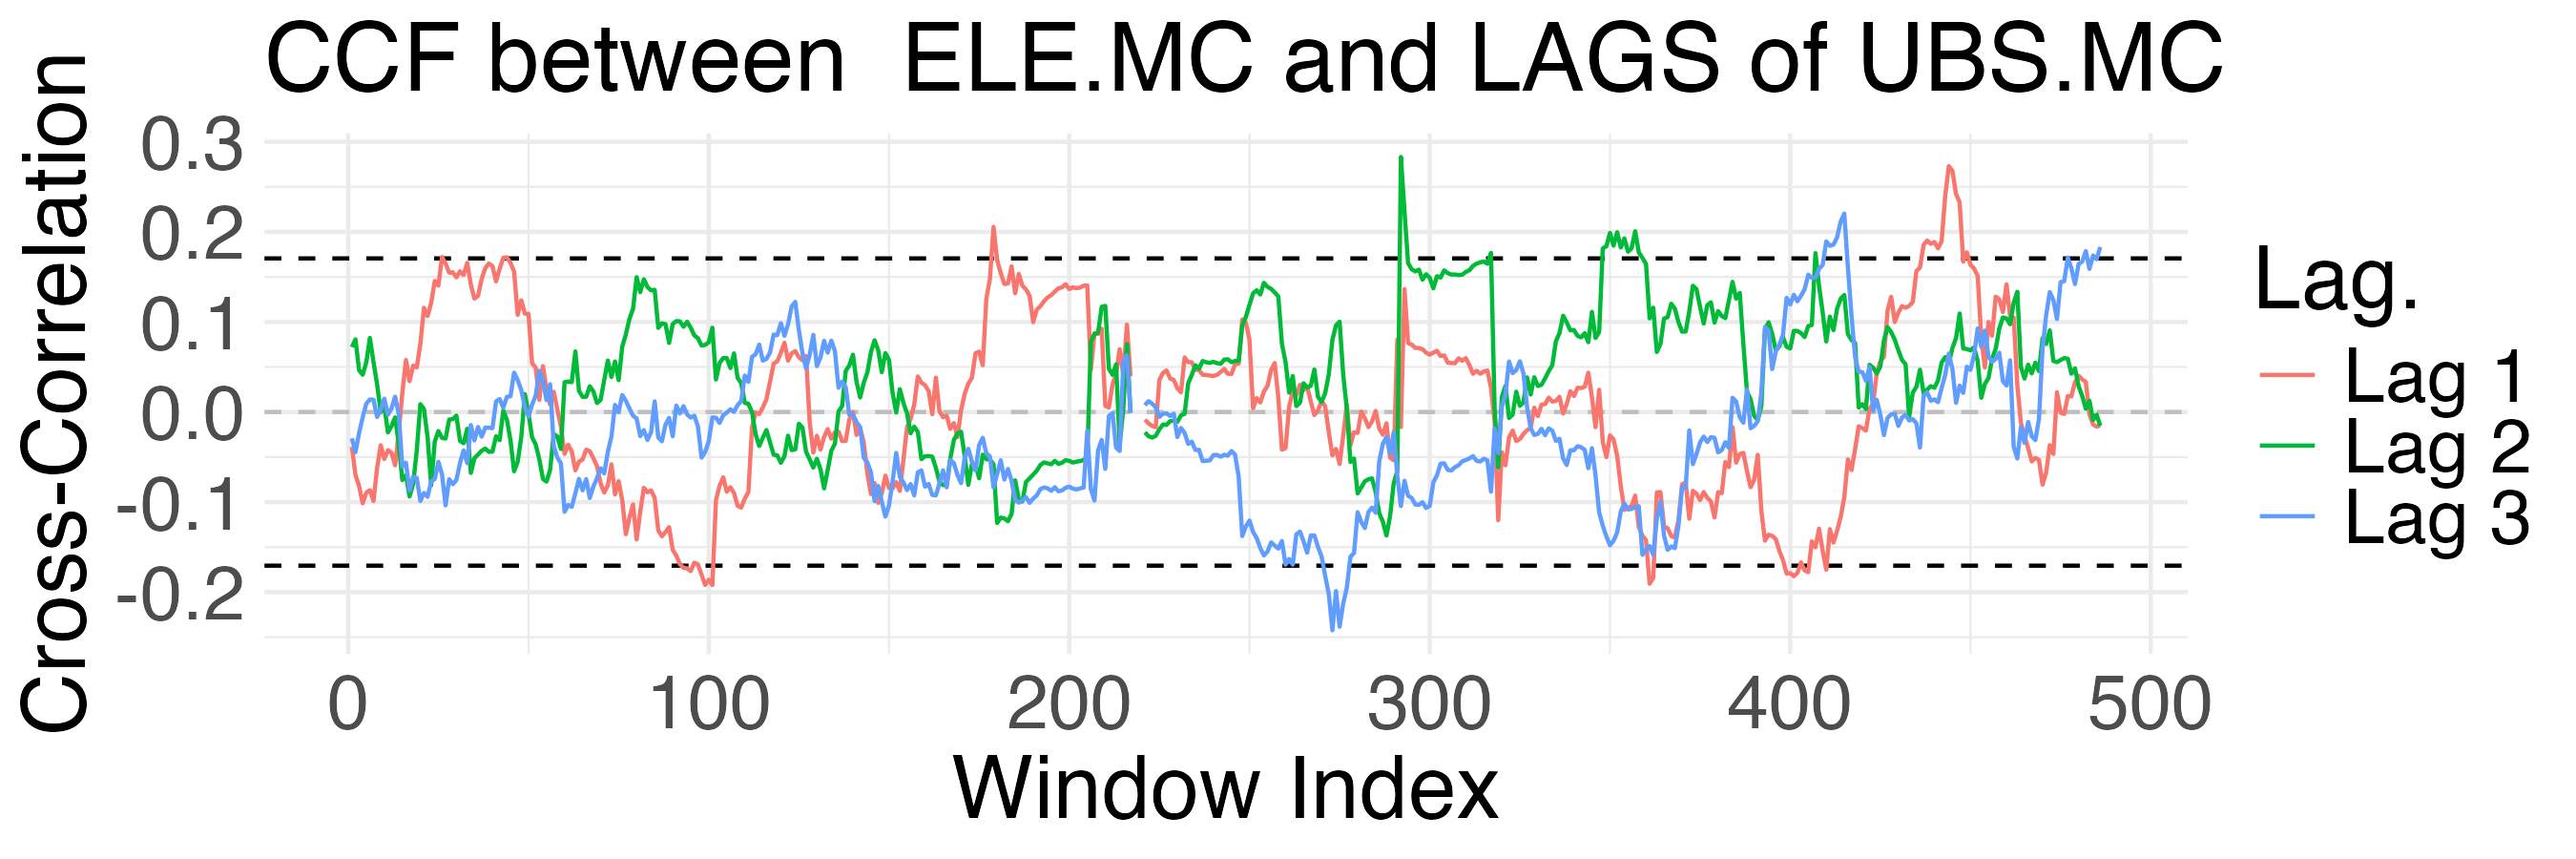 CCF between  ELE.MC and LAGS of UBS.MC
Cross-Correlation
0.3
0.2
0.1
0.0
-0.1
-0.2
0 100 200 300 400 500
Window Index
Lag.
Lag 1
Lag 2
Lag 3